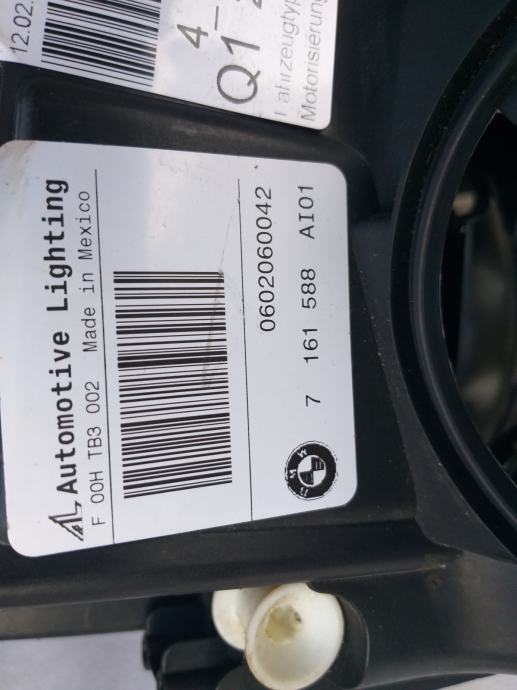 12.02.
4
Q1
Fahrzeugtyp
Motorisierung
Automotive Lighting
F 00H TB3 002 Made in Mexico
0602060042
7 161 588 AI01
BMW